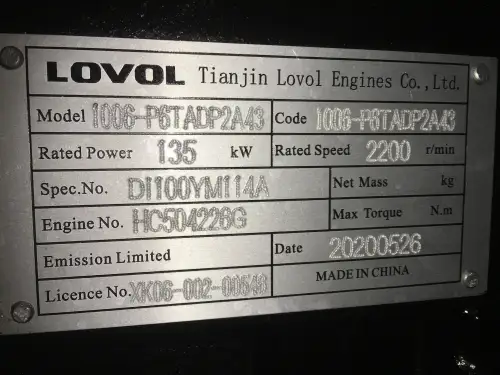 LOVOL Tianjin Lovol Engines Co., Ltd.
Model 1006-P6TADP2A43 Code 1006-P6TADP2A43
Rated Power 135 kW Rated Speed 2200 r/min
Spec.No. DI100YM114A Net Mass kg
Engine No. HC504226G Max Torque N.m
Emission Limited Date 20200526
Licence No. XK06-002-00546 MADE IN CHINA